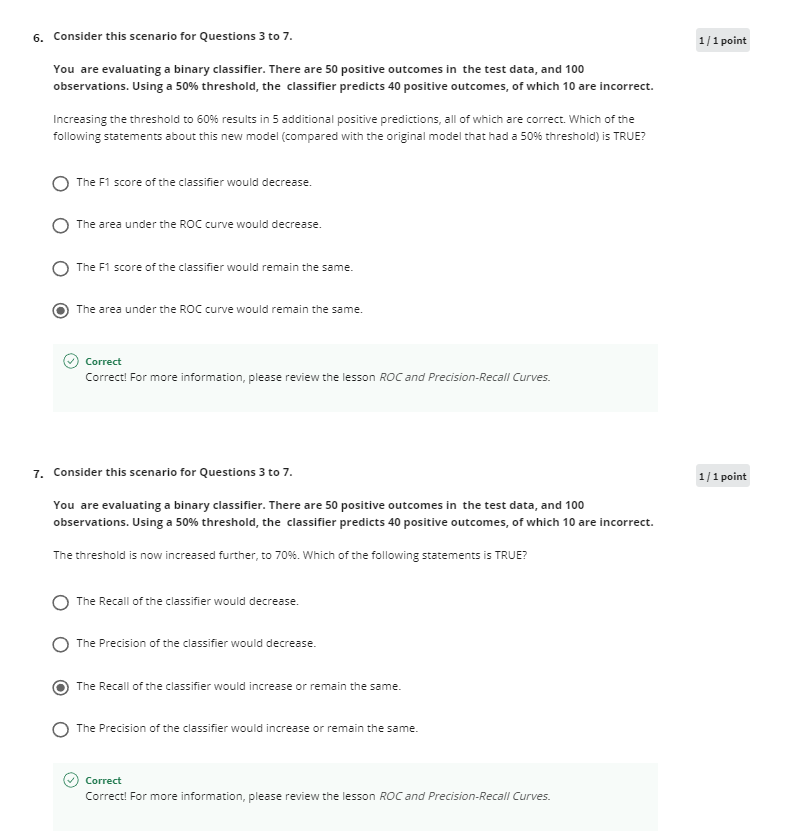 6. Consider this scenario for Questions 3 to 7.
1 / 1 point
You are evaluating a binary classifier. There are 50 positive outcomes in the test data, and 100
observations. Using a 50% threshold, the classifier predicts 40 positive outcomes, of which 10 are incorrect.
Increasing the threshold to 60% results in 5 additional positive predictions, all of which are correct. Which of the
following statements about this new model (compared with the original model that had a 50% threshold) is TRUE?
The F1 score of the classifier would decrease.
The area under the ROC curve would decrease.
The F1 score of the classifier would remain the same.
The area under the ROC curve would remain the same.
Correct
Correct! For more information, please review the lesson ROC and Precision-Recall Curves.
7. Consider this scenario for Questions 3 to 7.
1 / 1 point
You are evaluating a binary classifier. There are 50 positive outcomes in the test data, and 100
observations. Using a 50% threshold, the classifier predicts 40 positive outcomes, of which 10 are incorrect.
The threshold is now increased further, to 70%. Which of the following statements is TRUE?
The Recall of the classifier would decrease.
The Precision of the classifier would decrease.
The Recall of the classifier would increase or remain the same.
The Precision of the classifier would increase or remain the same.
Correct
Correct! For more information, please review the lesson ROC and Precision-Recall Curves.